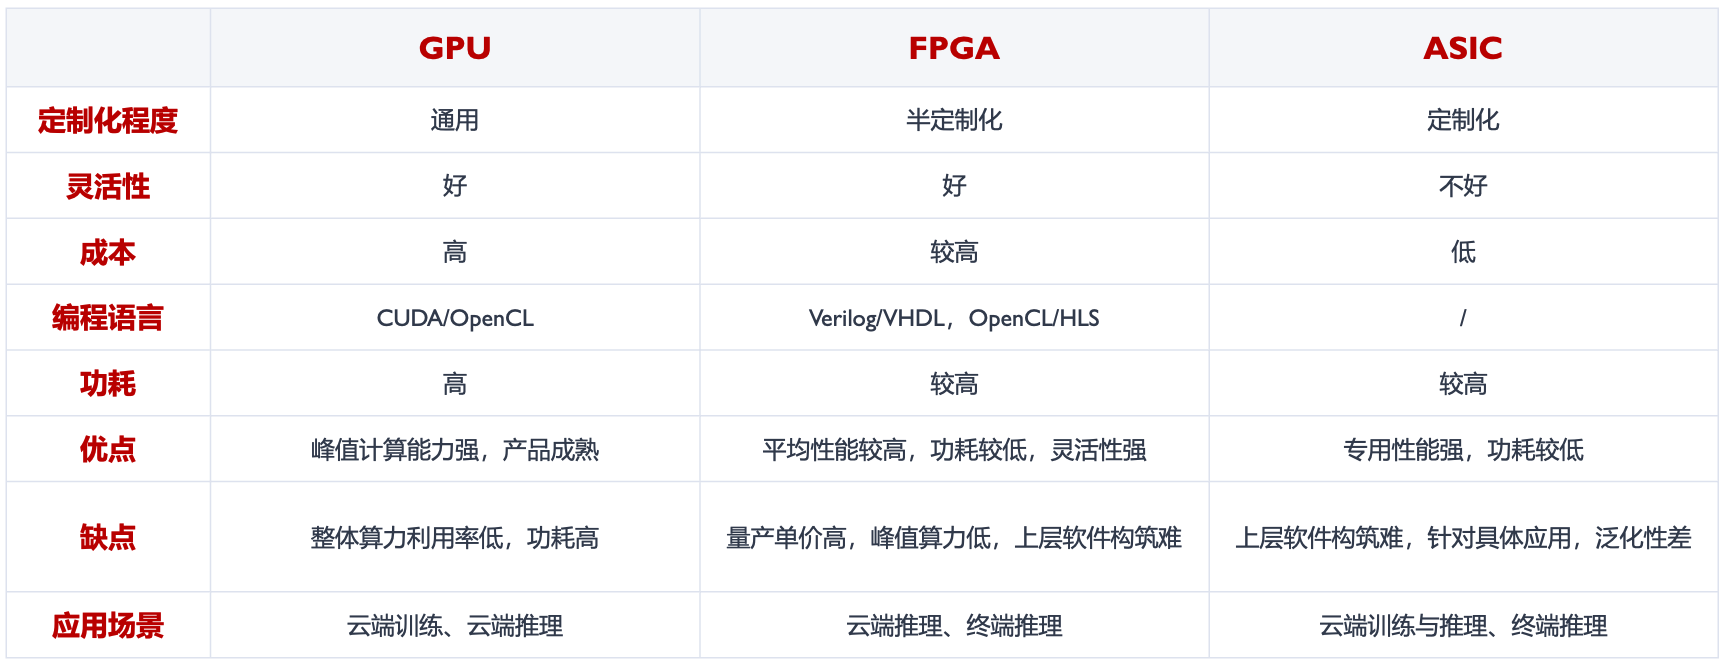 GPU FPGA ASIC
定制化程度 通用 半定制化 定制化
灵活性 好 好 不好
成本 高 较高 低
编程语言 CUDA/OpenCL Verilog/VHDL，OpenCL/HLS /
功耗 高 较高 较高
优点 峰值计算能力强，产品成熟 平均性能较高，功耗较低，灵活性强 专用性能强，功耗较低
缺点 整体算力利用率低，功耗高 量产单价高，峰值算力低，上层软件构筑难 上层软件构筑难，针对具体应用，泛化性差
应用场景 云端训练、云端推理 云端推理、终端推理 云端训练与推理、终端推理